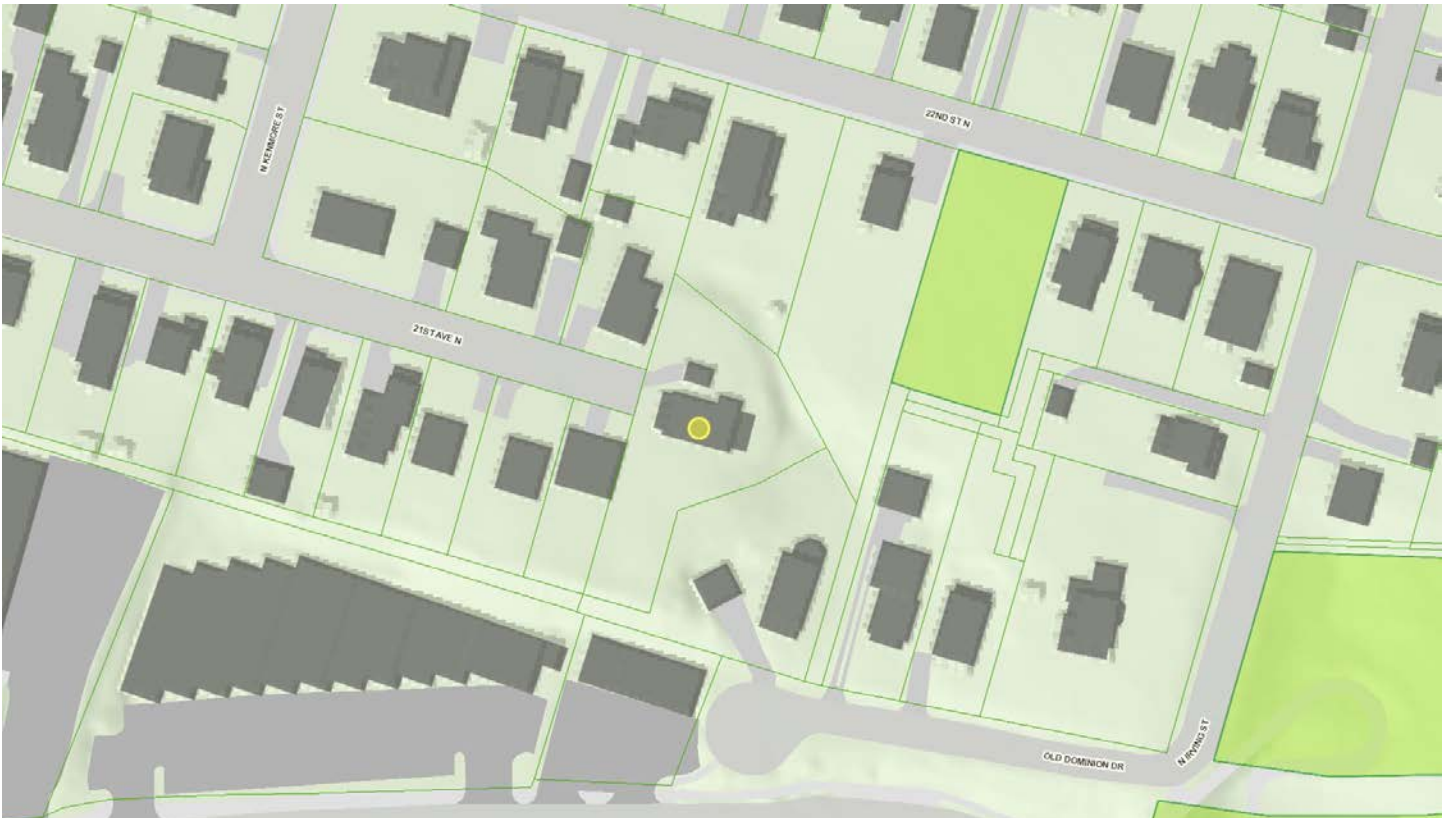 22ND ST N
N KENMORE ST
21ST AVE N
N IRVING ST
OLD DOMINION DR